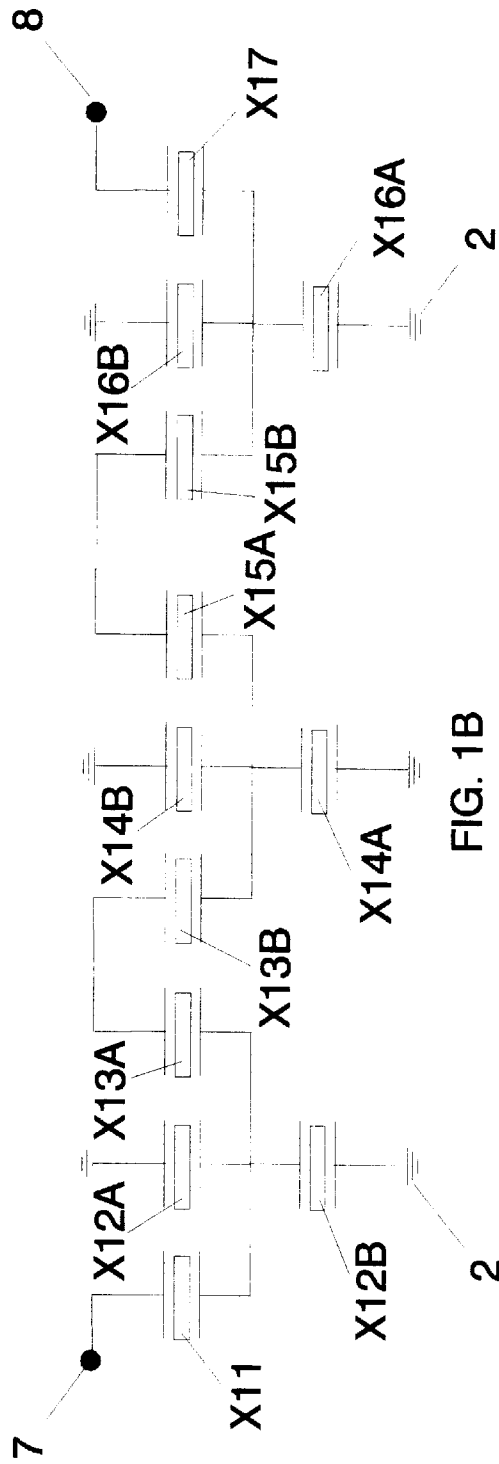 7
8
X11
X12A
X12B
X13A
X13B
X14B
X14A
X15A
X15B
X16B
X16A
X17
2
2
FIG. 1B